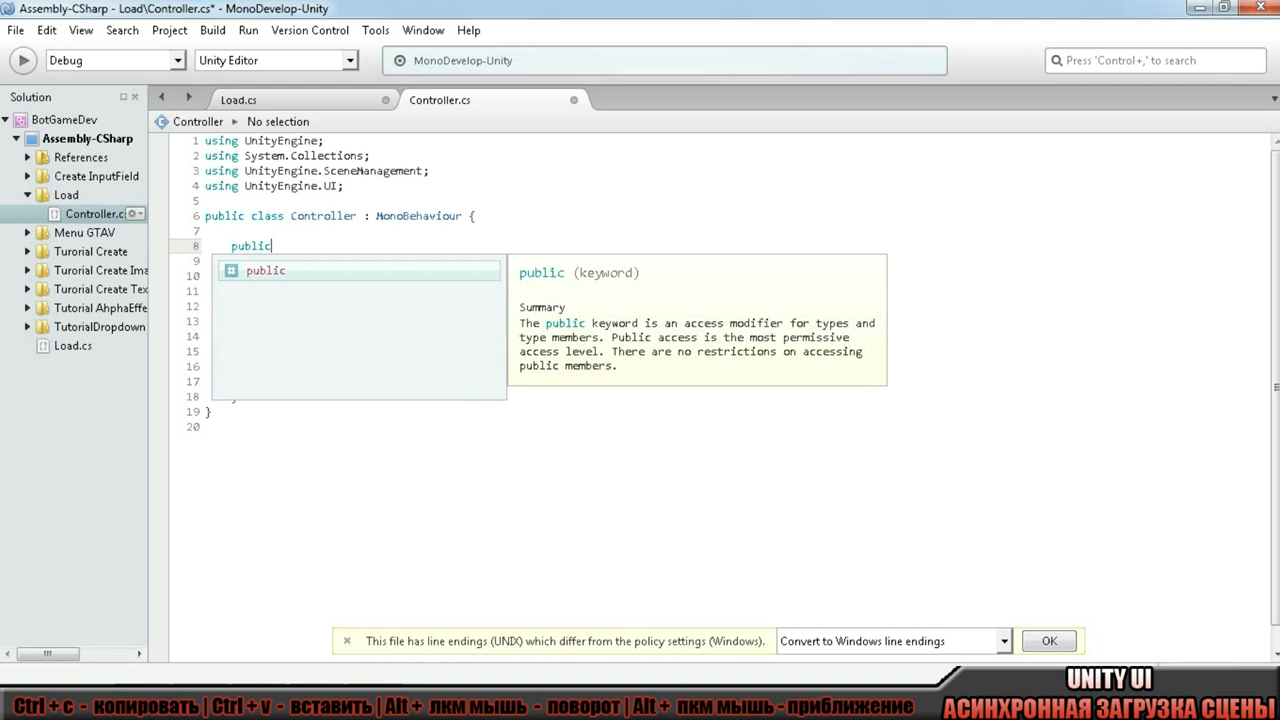 Assembly-CSharp - Load\Controller.cs* - MonoDevelop-Unity
File Edit View Search Project Build Run Version Control Tools Window Help
Debug Unity Editor MonoDevelop-Unity Press 'Control+,' to search
Solution
Load.cs Controller.cs
BotGameDev
Assembly-CSharp
References
Create InputField
Load
Controller.c
Menu GTAV
Turorial Create
Turorial Create Ima
Turorial Create Tex
Tutorial AhphaEffe
TutorialDropdown
Load.cs
Controller No selection
1 using UnityEngine;
2 using System.Collections;
3 using UnityEngine.SceneManagement;
4 using UnityEngine.UI;
5
6 public class Controller : MonoBehaviour {
7
8 public
9
10
11
12
13
14
15
16
17
18 }
19 }
20
public
public (keyword)
Summary
The public keyword is an access modifier for types and
type members. Public access is the most permissive
access level. There are no restrictions on accessing
public members.
This file has line endings (UNIX) which differ from the policy settings (Windows). Convert to Windows line endings OK
UNITY UI
Ctrl + c - копировать | Ctrl + v - вставить | Alt + лкм мышь - поворот | Alt + пкм мышь - приближение
АСИНХРОННАЯ ЗАГРУЗКА СЦЕНЫ